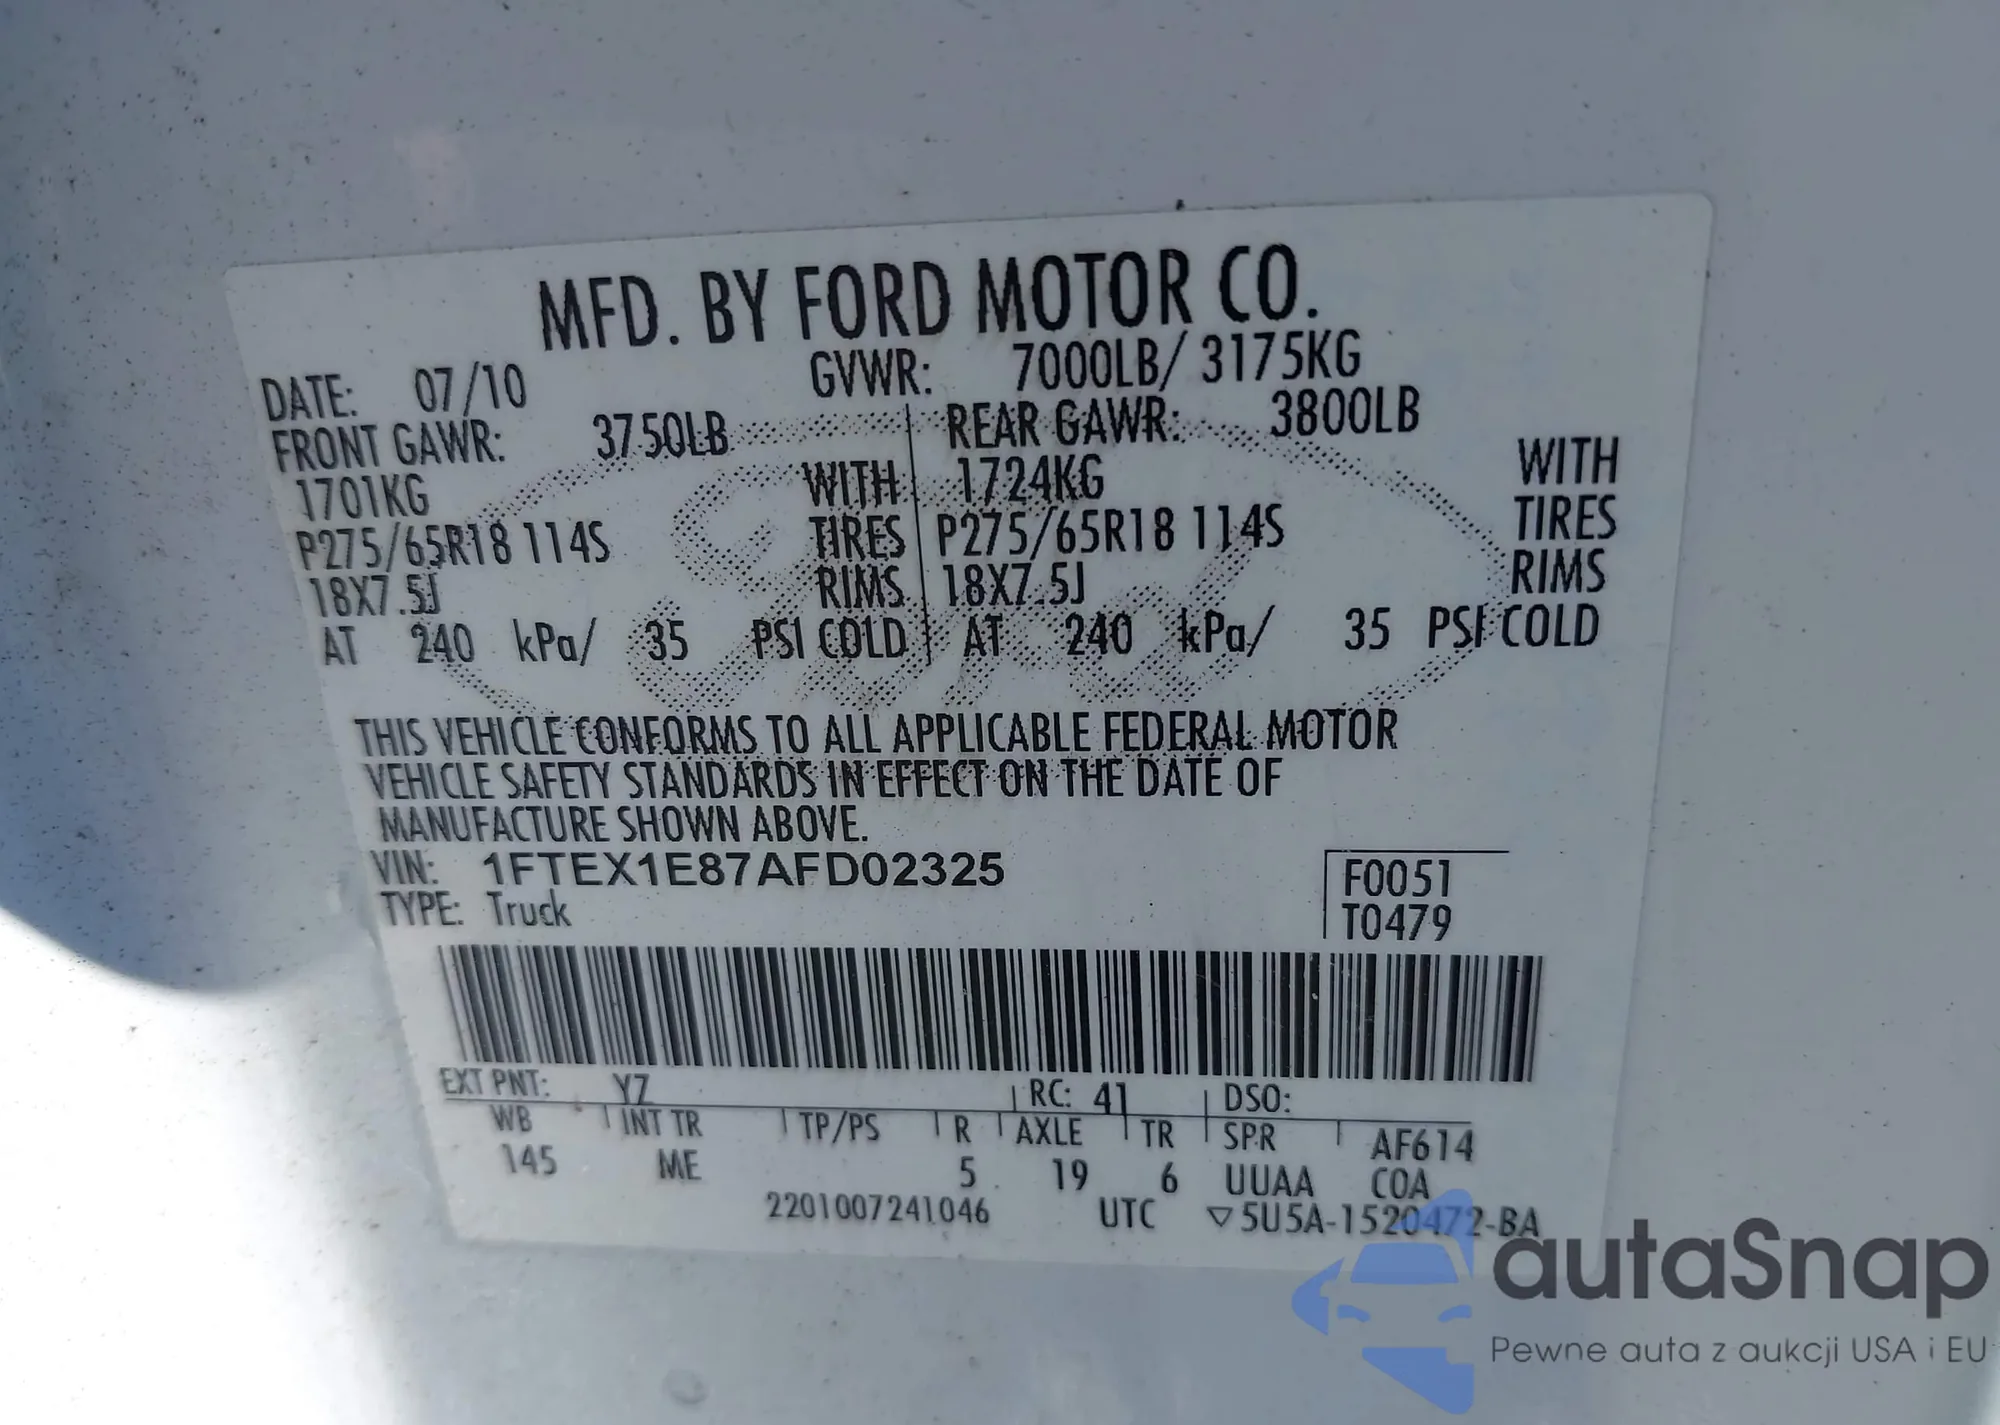 MFD. BY FORD MOTOR CO.
DATE: 07/10 GVWR: 7000LB/ 3175KG
FRONT GAWR: 3750LB REAR GAWR: 3800LB
1701KG WITH 1724KG WITH
P275/65R18 114S TIRES P275/65R18 114S TIRES
18X7.5J RIMS 18X7.5J RIMS
AT 240 kPa/ 35 PSI COLD AT 240 kPa/ 35 PSI COLD
THIS VEHICLE CONFORMS TO ALL APPLICABLE FEDERAL MOTOR
VEHICLE SAFETY STANDARDS IN EFFECT ON THE DATE OF
MANUFACTURE SHOWN ABOVE.
VIN: 1FTEX1E87AFD02325 F0051
TYPE: Truck T0479
EXT PNT: YZ RC: 41 DSO:
WB INT TR TP/PS R AXLE TR SPR AF614
145 ME 5 19 6 UUAA COA
2201007241046 UTC ▽5U5A-1520472-BA
autaSnap
Pewne auta z aukcji USA i EU